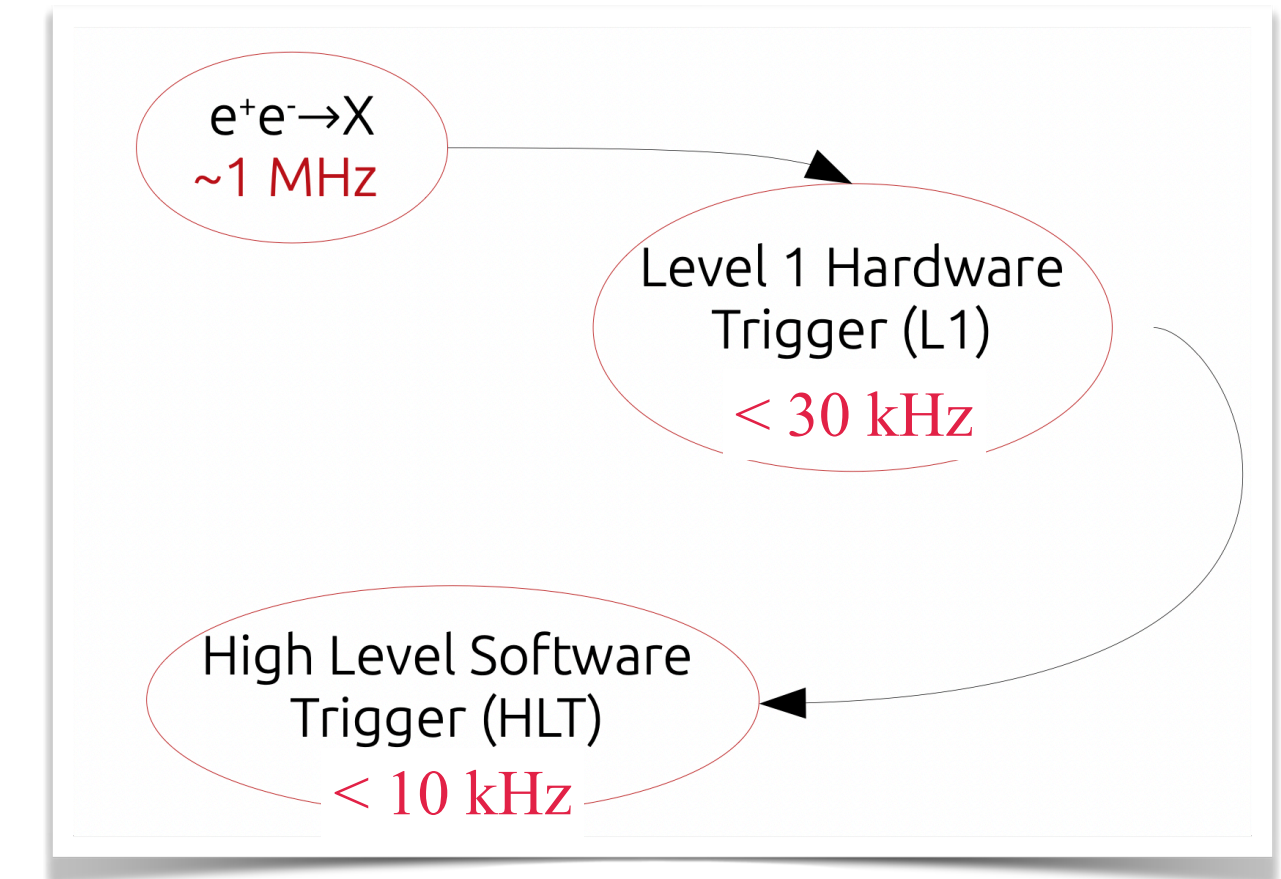 e⁺e⁻→X
~1 MHz
Level 1 Hardware
Trigger (L1)
< 30 kHz
High Level Software
Trigger (HLT)
< 10 kHz